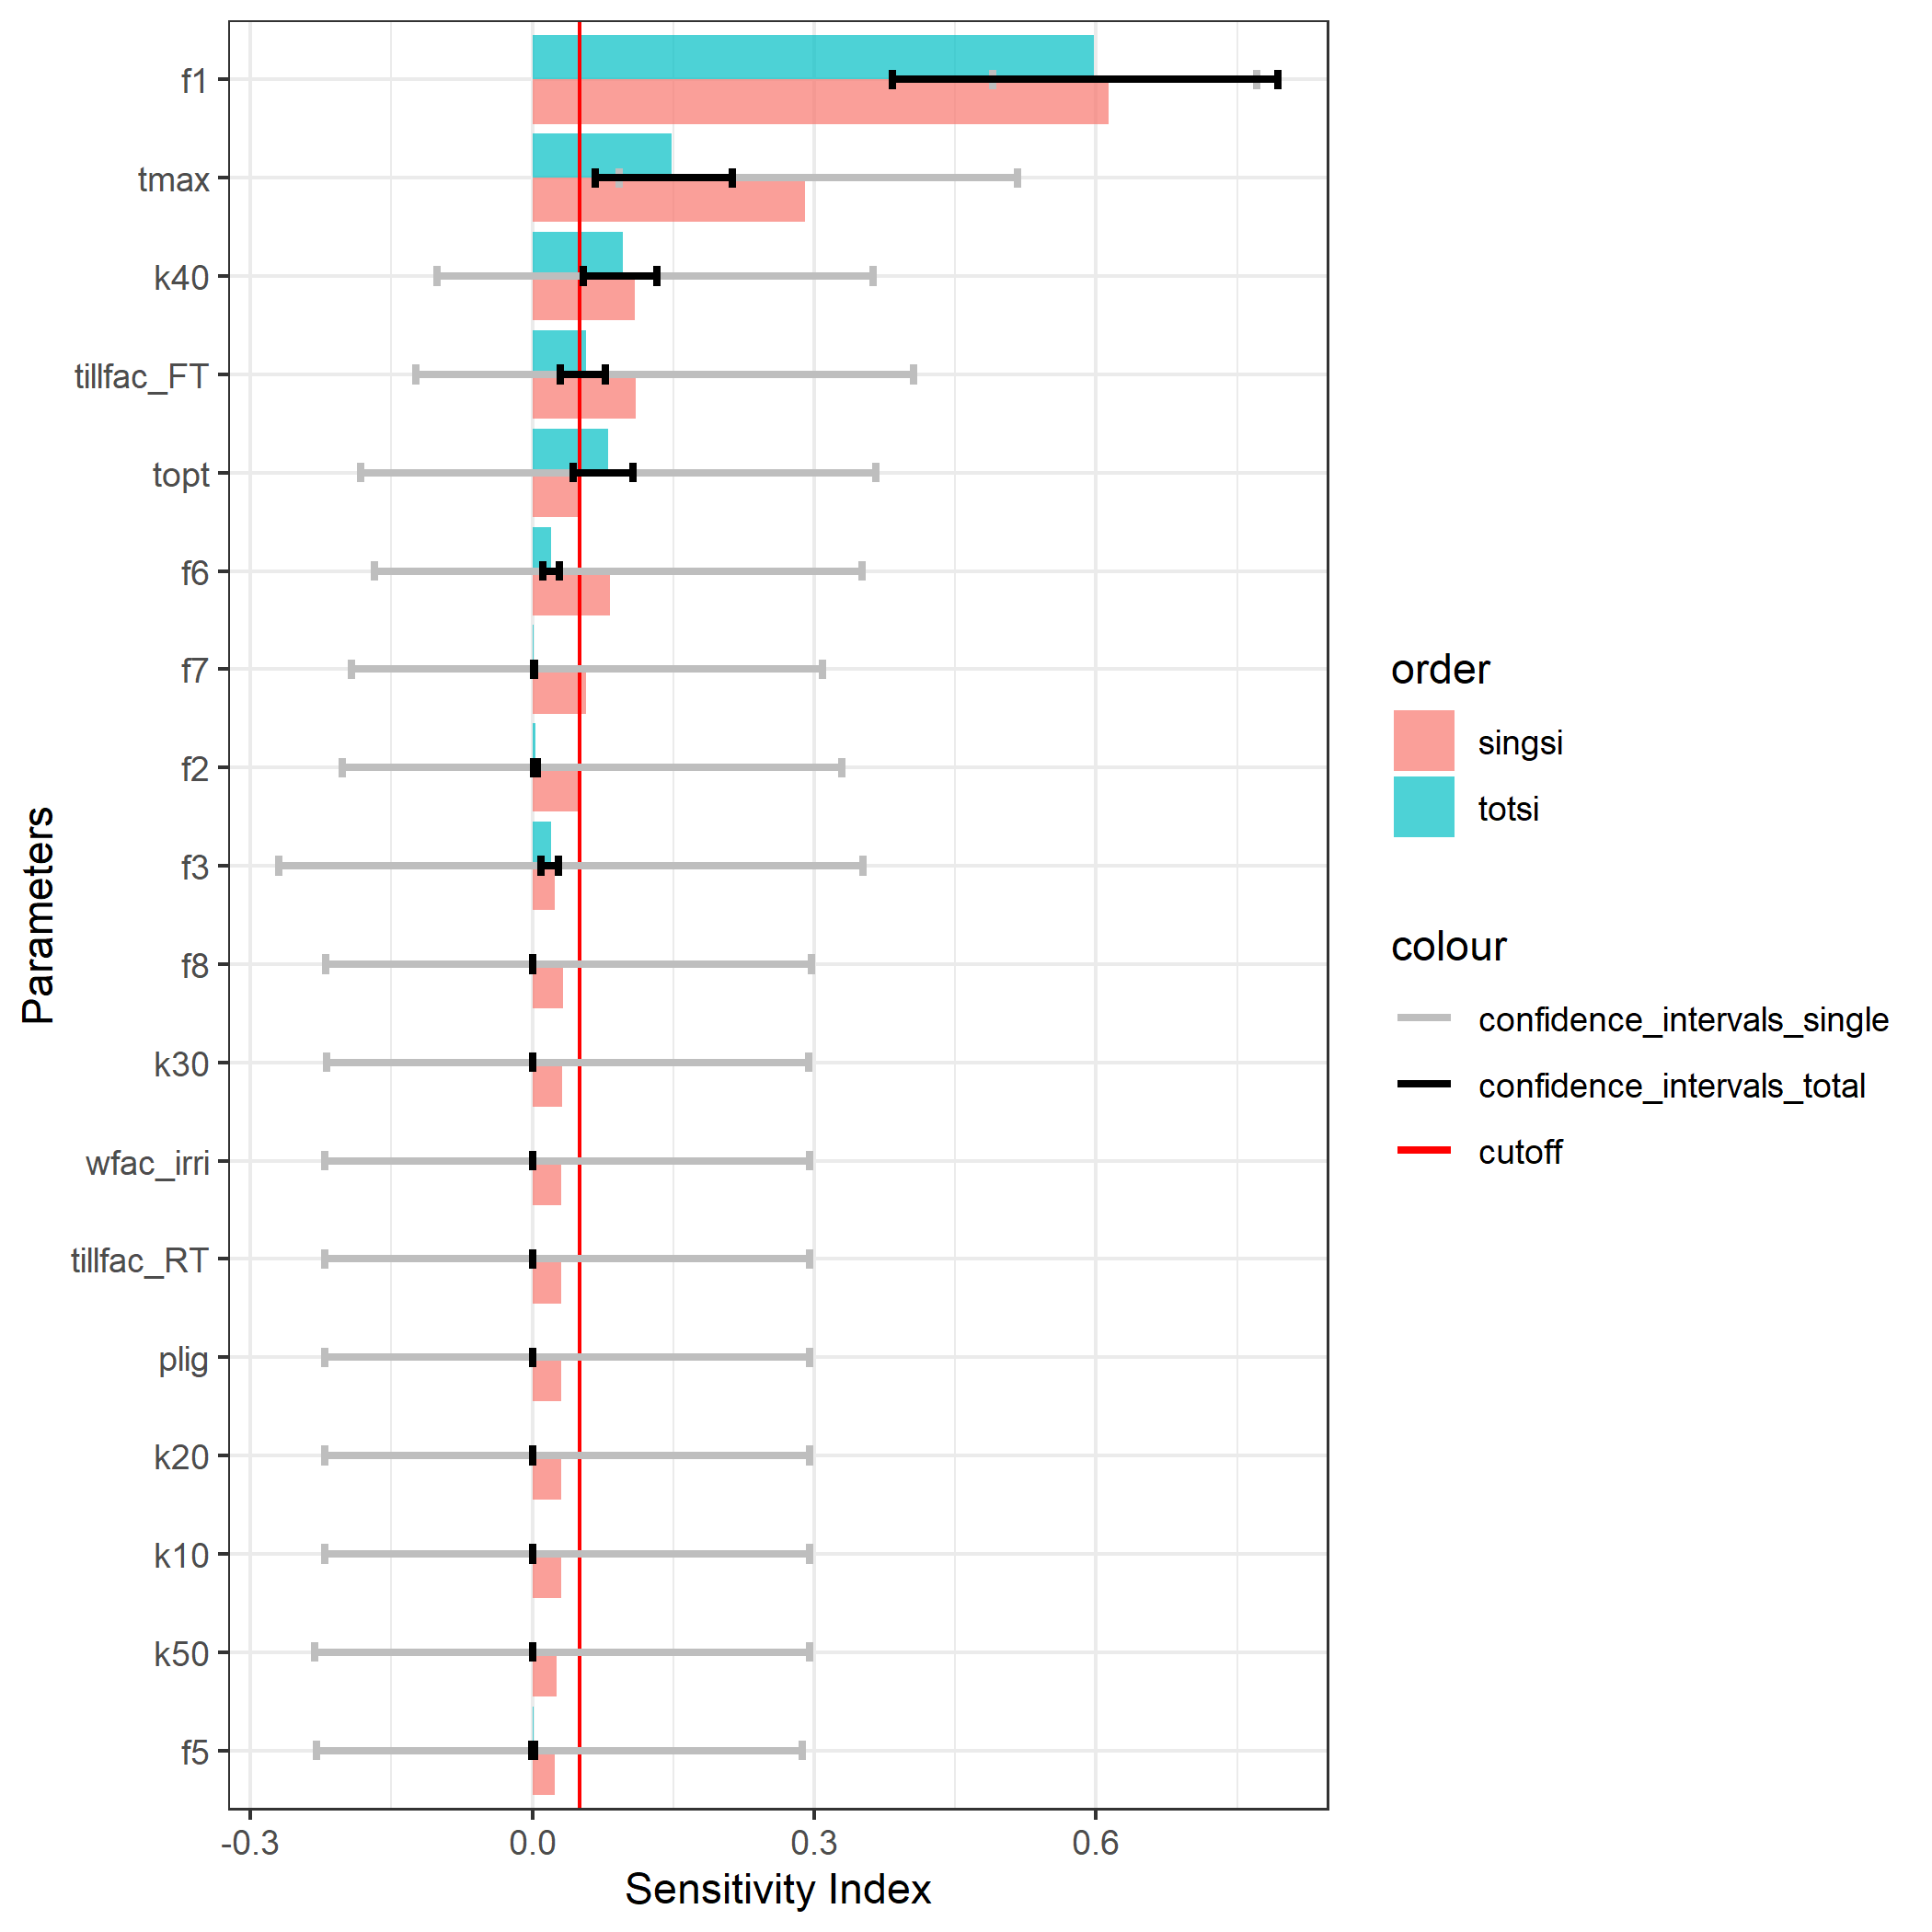 f1
tmax
k40
tillfac_FT
topt
f6
f7
f2
f3
f8
k30
wfac_irri
tillfac_RT
plig
k20
k10
k50
f5
Parameters
-0.3 0.0 0.3 0.6
Sensitivity Index
order
singsi
totsi
colour
confidence_intervals_single
confidence_intervals_total
cutoff